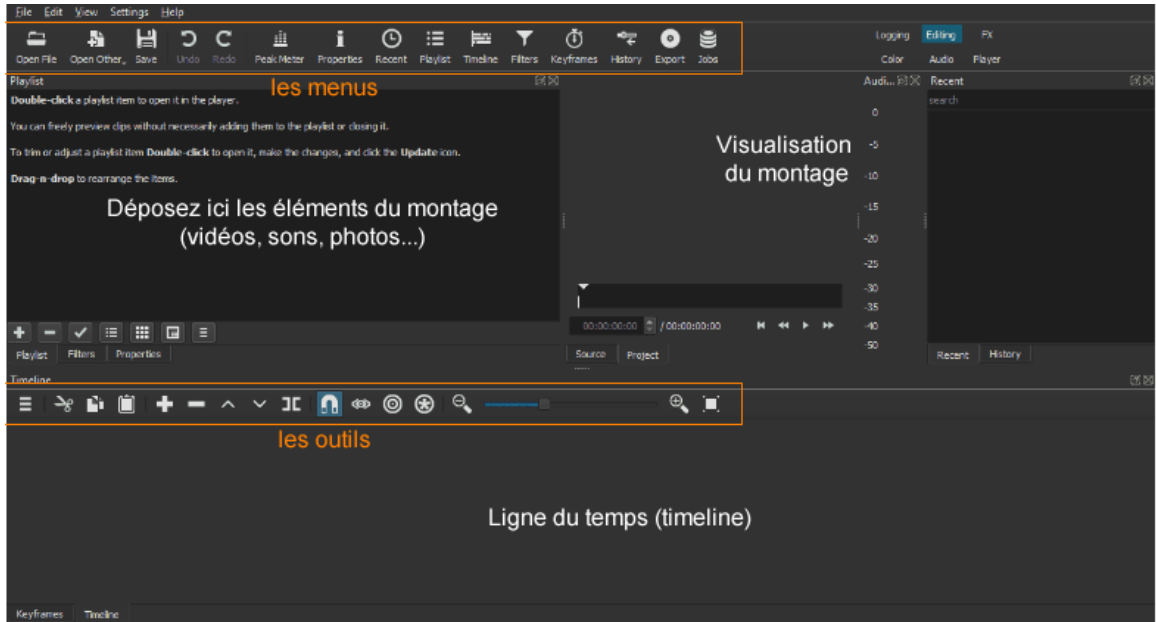 File Edit View Settings Help
Open File Open Other... Save Undo Redo Peak Meter Properties Recent Playlist Timeline Filters Keyframes History Export Jobs
Logging Editing FX
Color Audio Player
les menus
Playlist
Double-click a playlist item to open it in the player.
You can freely preview clips without necessarily adding them to the playlist or closing it.
To trim or adjust a playlist item Double-click to open it, make the changes, and click the Update icon.
Drag-n-drop to rearrange the items.
Déposez ici les éléments du montage
(vidéos, sons, photos...)
Playlist Filters Properties
Visualisation
du montage
00:00:00:00 / 00:00:00:00
Source Project
Audi...
0
-5
-10
-15
-20
-25
-30
-35
-40
-50
Recent
search
Recent History
Timeline
les outils
Ligne du temps (timeline)
Keyframes Timeline